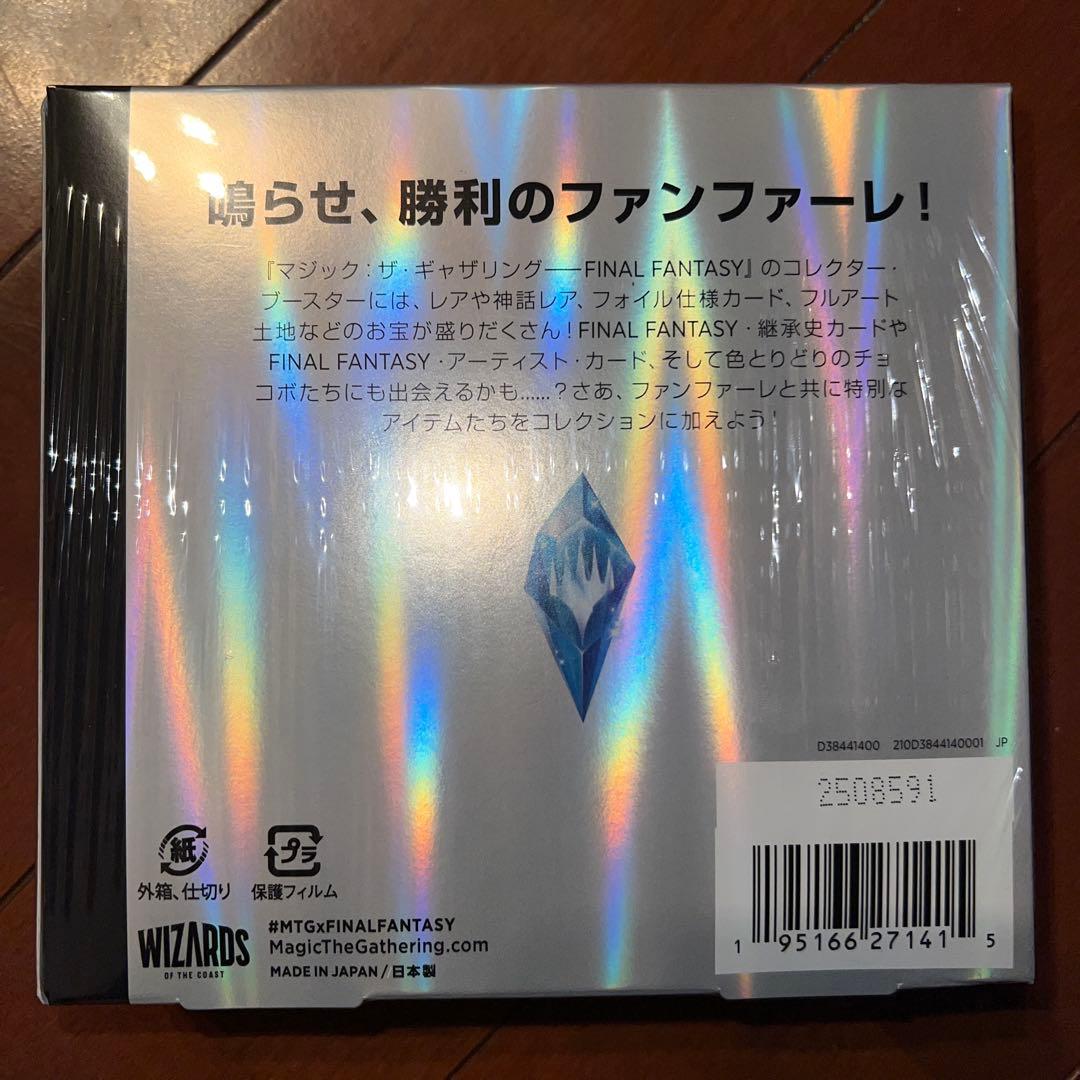 鳴らせ、勝利のファンファーレ！
『マジック：ザ・ギャザリング——FINAL FANTASY』のコレクター・
ブースターには、レアや神話レア、フォイル仕様カード、フルアート
土地などのお宝が盛りだくさん！FINAL FANTASY・継承史カードや
FINAL FANTASY・アーティスト・カード、そして色とりどりのチョ
コボたちにも出会えるかも……？さあ、ファンファーレと共に特別な
アイテムたちをコレクションに加えよう！
D38441400 210D3844140001 JP
2508591
紙
プラ
外箱、仕切り
保護フィルム
WIZARDS
OF THE COAST
#MTGxFINALFANTASY
MagicTheGathering.com
MADE IN JAPAN / 日本製
1 95166 27141 5